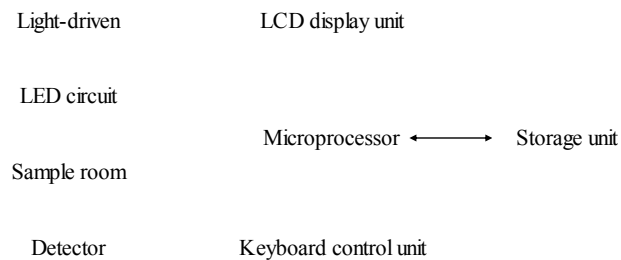 Light-driven
LCD display unit
LED circuit
Microprocessor
Storage unit
Sample room
Detector
Keyboard control unit